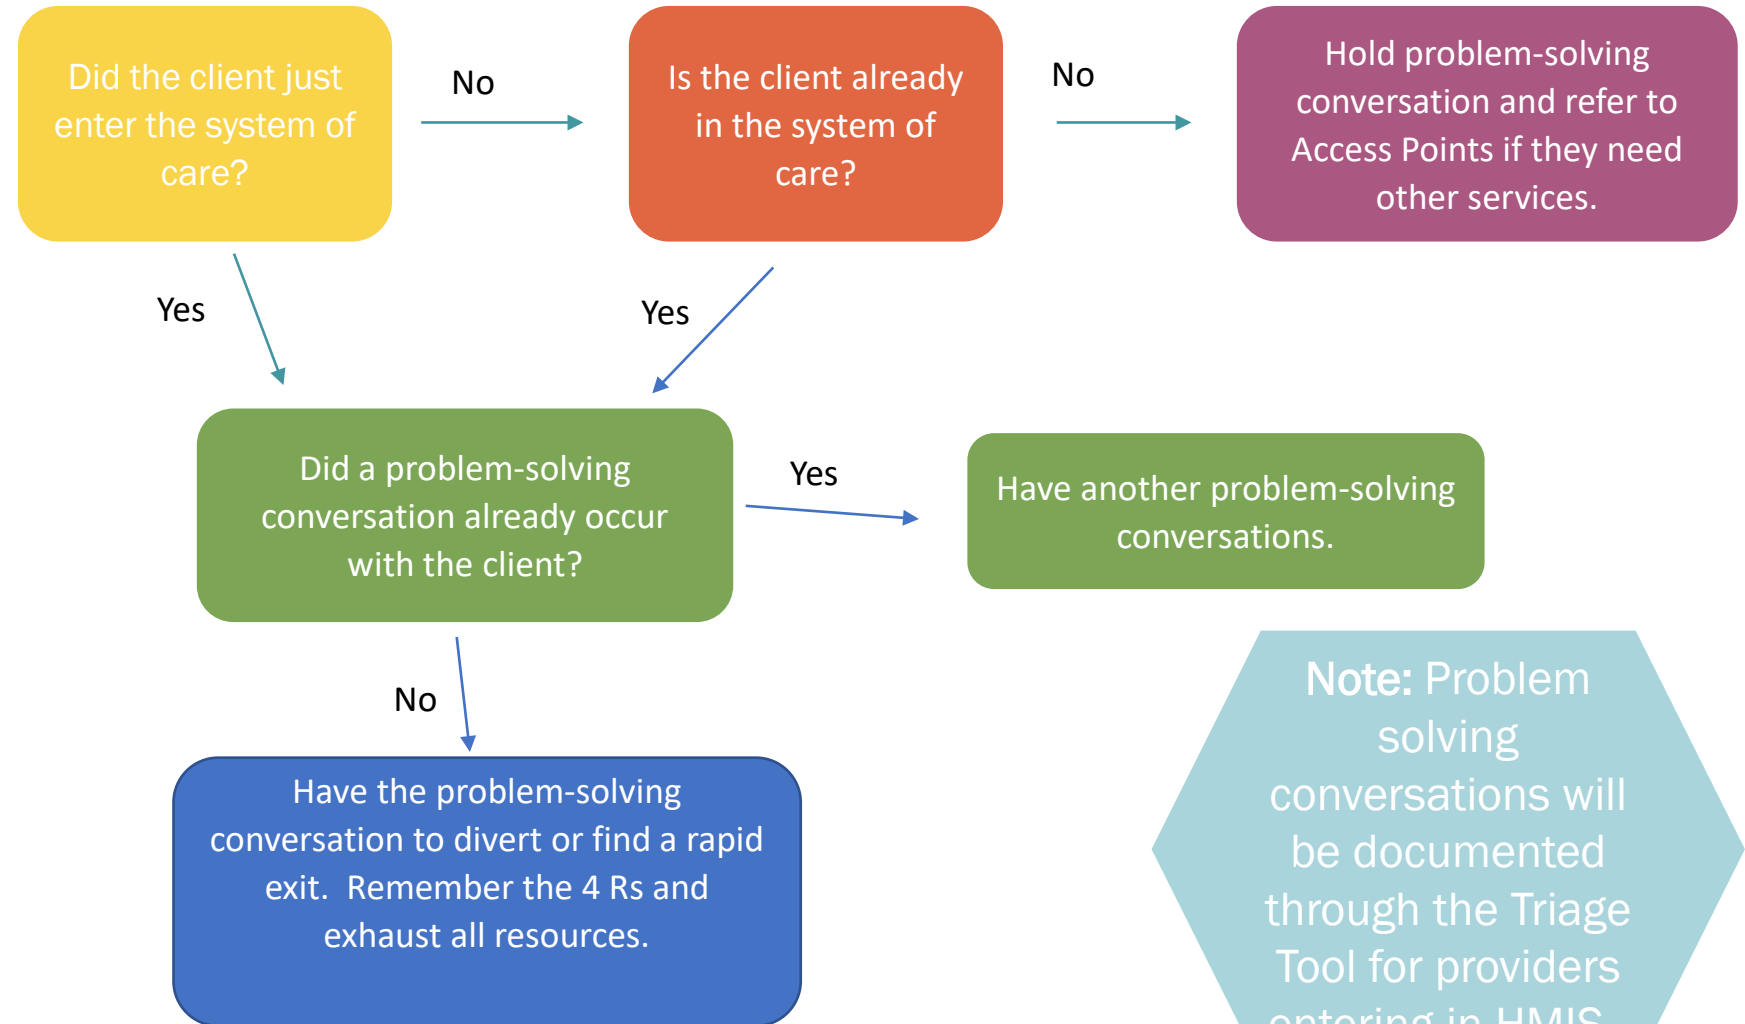 Did the client just
enter the system of
care?
No
Is the client already
in the system of
care?
No
Hold problem-solving
conversation and refer to
Access Points if they need
other services.
Yes
Yes
Did a problem-solving
conversation already occur
with the client?
Yes
Have another problem-solving
conversations.
No
Have the problem-solving
conversation to divert or find a rapid
exit.  Remember the 4 Rs and
exhaust all resources.
Note: Problem
solving
conversations will
be documented
through the Triage
Tool for providers
entering in HMIS